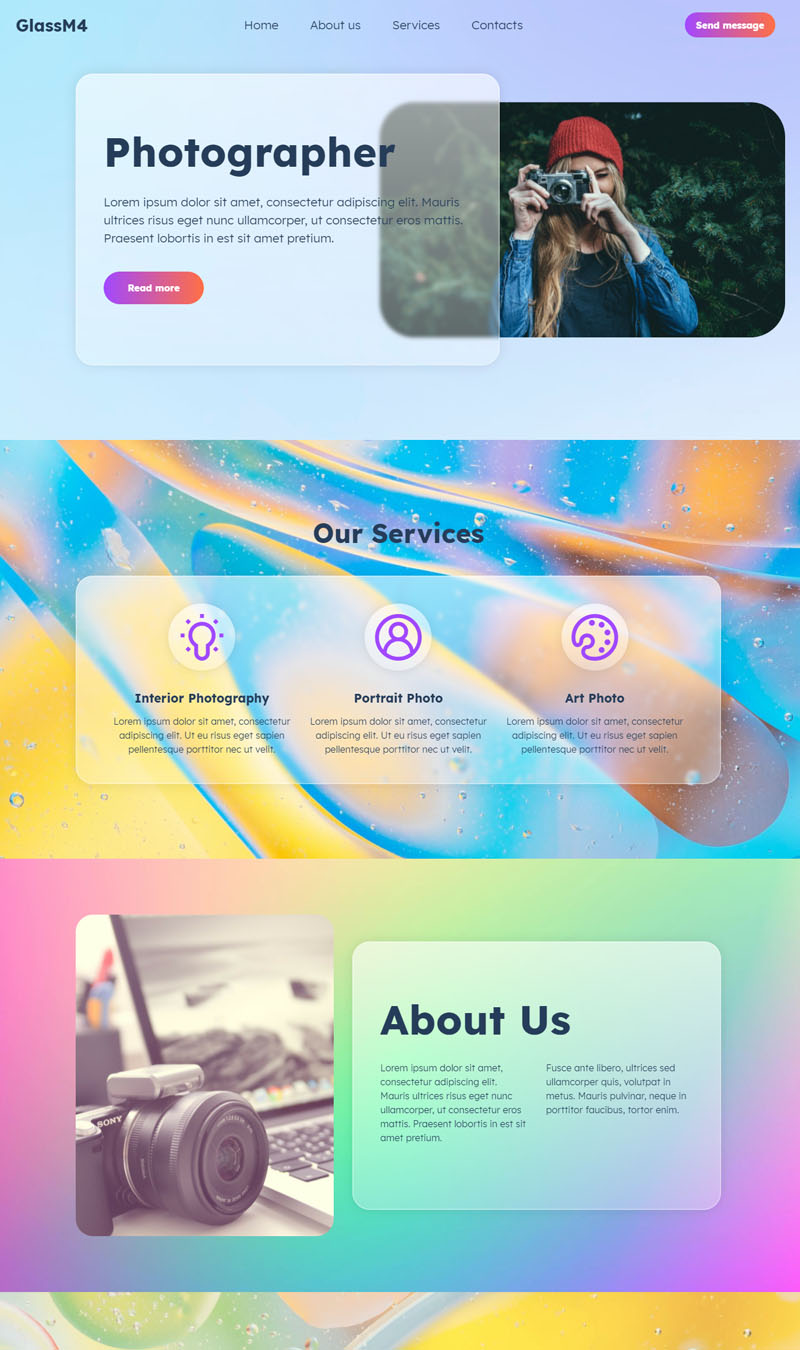 GlassM4
Home
About us
Services
Contacts
Send message
Photographer
Lorem ipsum dolor sit amet, consectetur adipiscing elit. Mauris
ultrices risus eget nunc ullamcorper, ut consectetur eros mattis.
Praesent lobortis in est sit amet pretium.
Read more
Our Services
Interior Photography
Lorem ipsum dolor sit amet, consectetur
adipiscing elit. Ut eu risus eget sapien
pellentesque porttitor nec ut velit.
Portrait Photo
Lorem ipsum dolor sit amet, consectetur
adipiscing elit. Ut eu risus eget sapien
pellentesque porttitor nec ut velit.
Art Photo
Lorem ipsum dolor sit amet, consectetur
adipiscing elit. Ut eu risus eget sapien
pellentesque porttitor nec ut velit.
SONY
About Us
Lorem ipsum dolor sit amet,
consectetur adipiscing elit.
Mauris ultrices risus eget nunc
ullamcorper, ut consectetur eros
mattis. Praesent lobortis in est sit
amet pretium.
Fusce ante libero, ultrices sed
ullamcorper quis, volutpat in
metus. Mauris pulvinar, neque in
porttitor faucibus, tortor enim.